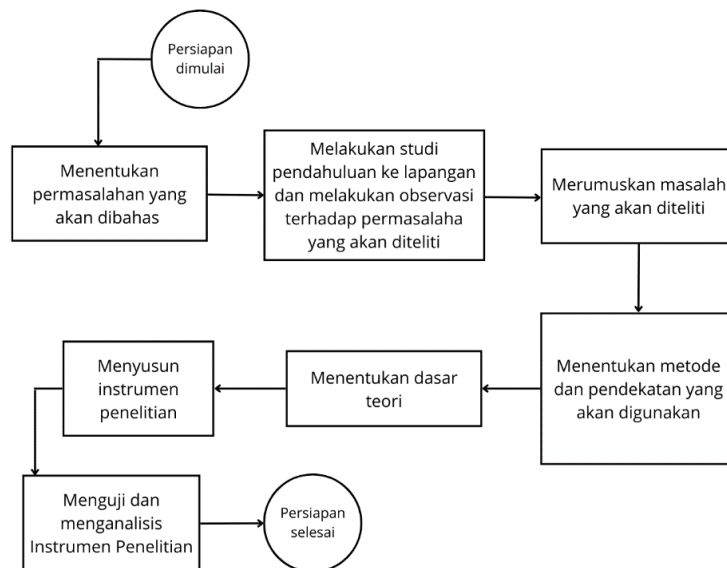 Persiapan
dimulai
Menentukan
permasalahan yang
akan dibahas
Melakukan studi
pendahuluan ke lapangan
dan melakukan observasi
terhadap permasalaha
yang akan diteliti
Merumuskan masalah
yang akan diteliti
Menentukan metode
dan pendekatan yang
akan digunakan
Menentukan dasar
teori
Menyusun
instrumen
penelitian
Menguji dan
menganalisis
Instrumen Penelitian
Persiapan
selesai